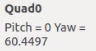 Quad0
Pitch = 0 Yaw =
60.4497